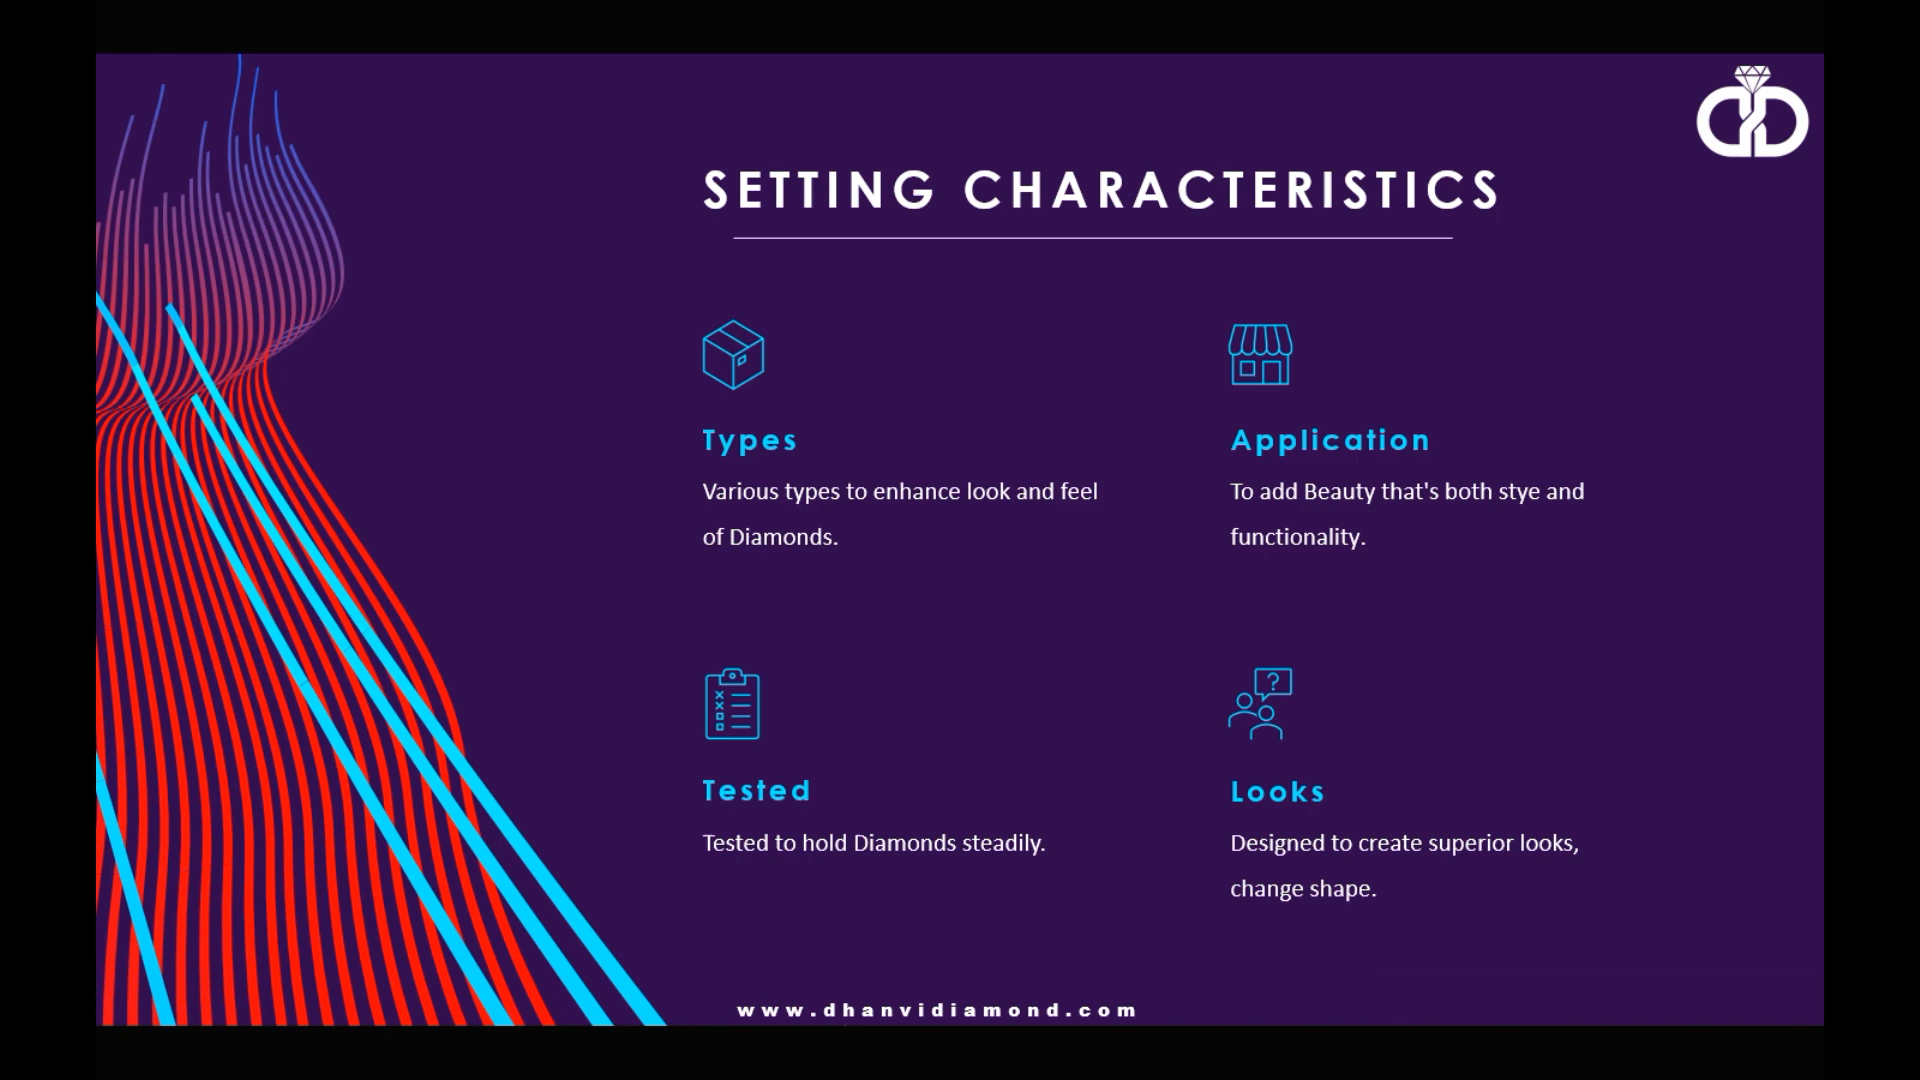 SETTING CHARACTERISTICS
Types
Various types to enhance look and feel
of Diamonds.
Application
To add Beauty that's both stye and
functionality.
Tested
Tested to hold Diamonds steadily.
Looks
Designed to create superior looks,
change shape.
www.dhanvidiamond.com